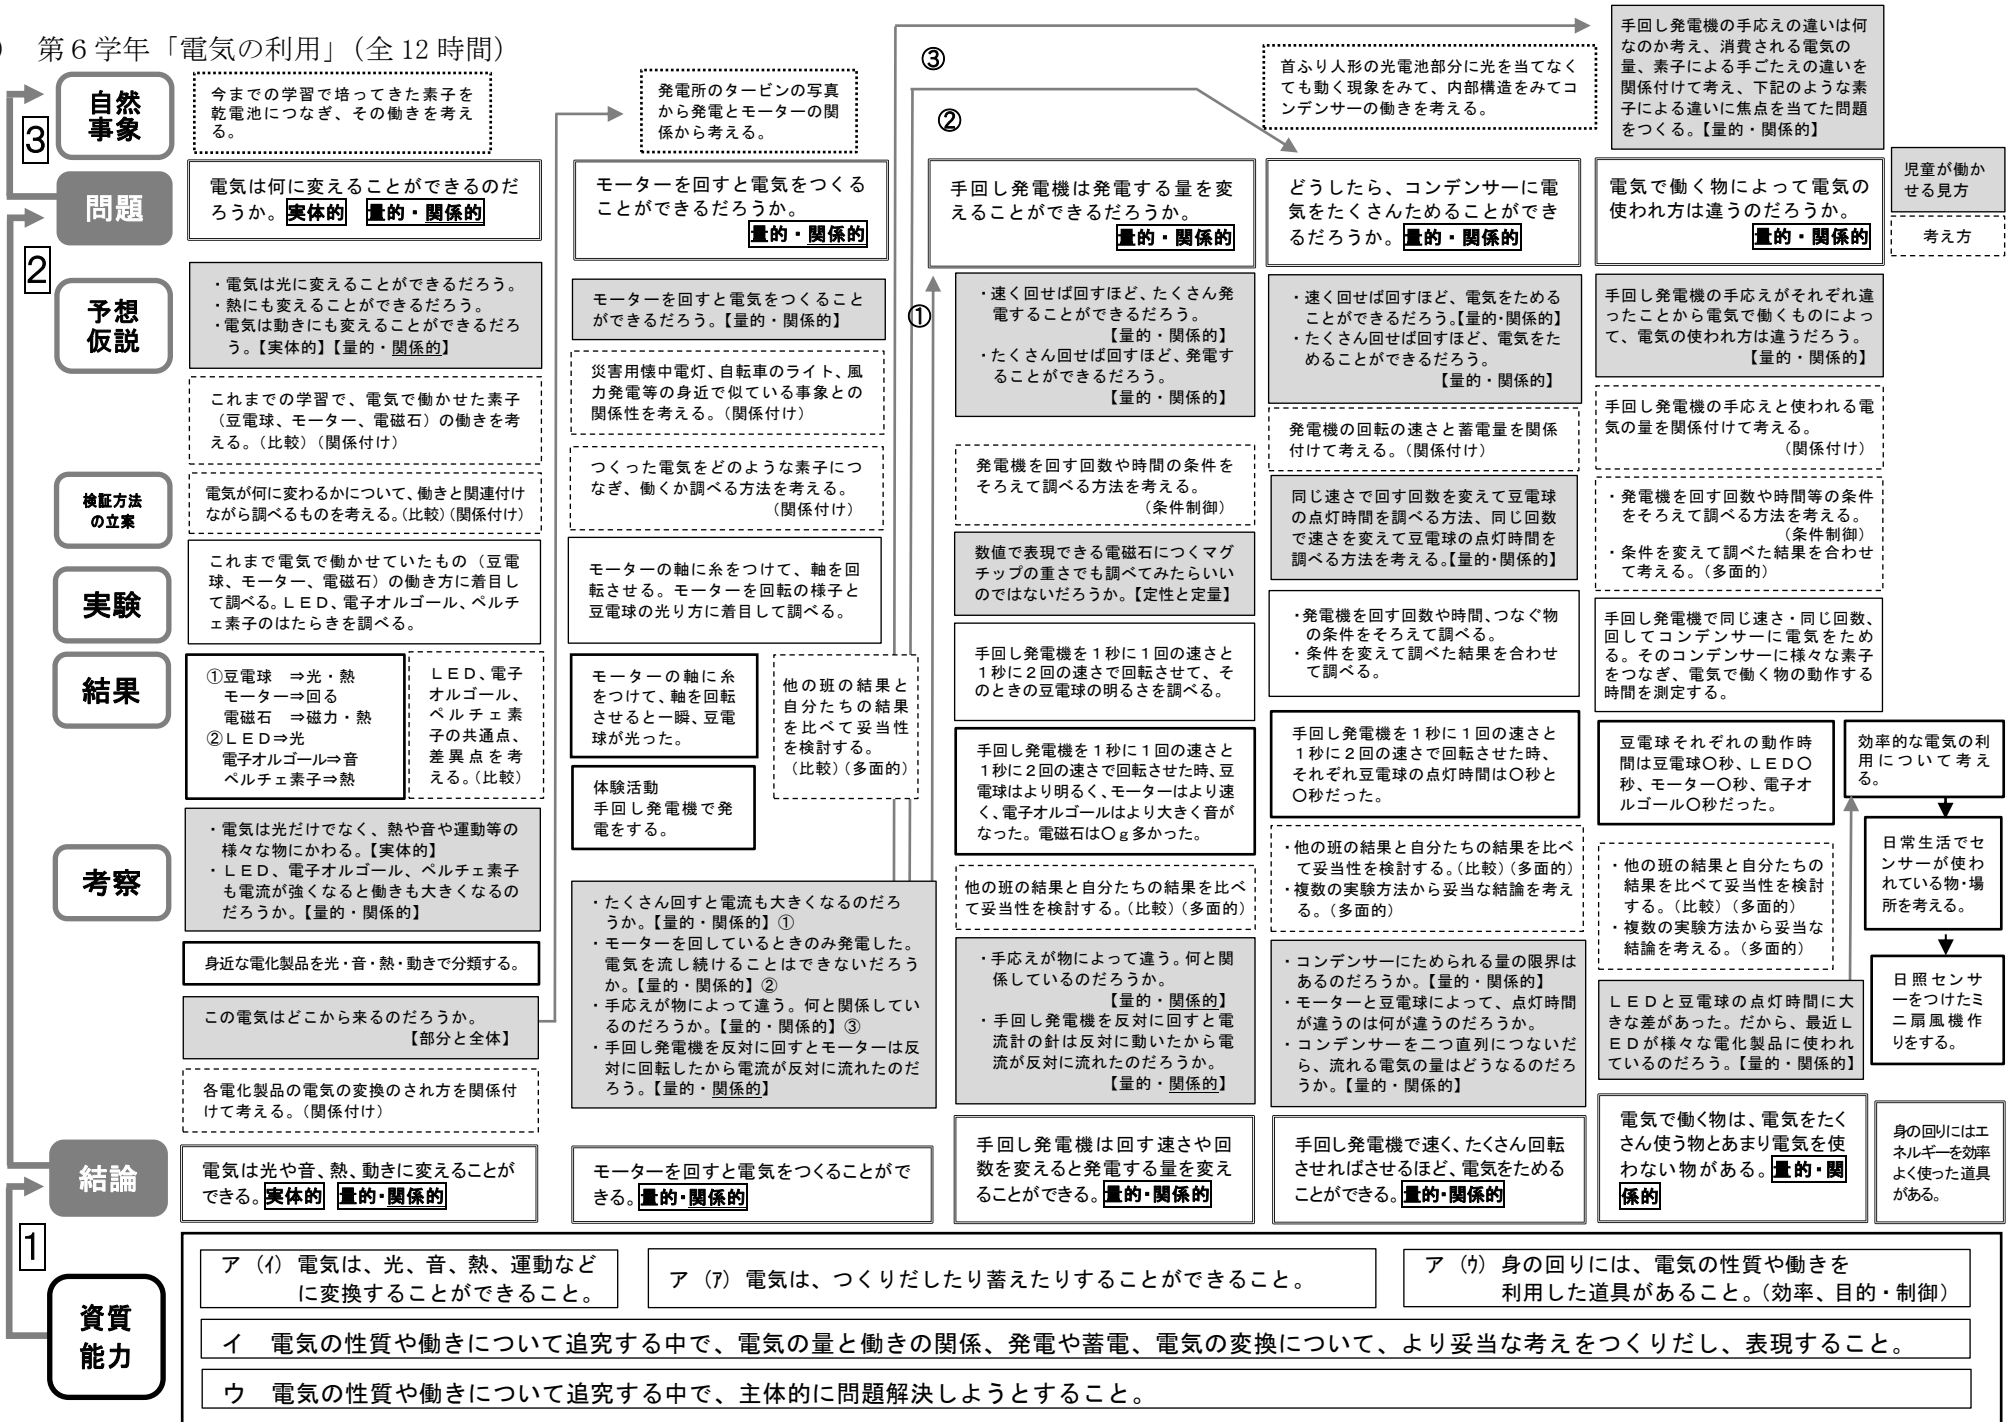 ) 第６学年「電気の利用」（全 12 時間）
3
2
1
自然
事象
問題
予想
仮説
検証方法
の立案
実験
結果
考察
結論
資質
能力
今までの学習で培ってきた素子を
乾電池につなぎ、その働きを考え
る。
電気は何に変えることができるのだ
ろうか。実体的 量的・関係的
・電気は光に変えることができるだろう。
・熱にも変えることができるだろう。
・電気は動きにも変えることができるだろ
う。【実体的】【量的・関係的】
これまでの学習で、電気で働かせた素子
（豆電球、モーター、電磁石）の働きを考
える。（比較）（関係付け）
電気が何に変わるかについて、働きと関連付け
ながら調べるものを考える。（比較）（関係付け）
これまで電気で働かせていたもの（豆電
球、モーター、電磁石）の働き方に着目し
て調べる。ＬＥＤ、電子オルゴール、ペルチ
ェ素子のはたらきを調べる。
①豆電球 ⇒光・熱
モーター⇒回る
電磁石 ⇒磁力・熱
②ＬＥＤ⇒光
電子オルゴール⇒音
ペルチェ素子⇒熱
ＬＥＤ、電子
オルゴール、
ペルチェ素
子の共通点、
差異点を考
える。（比較）
・電気は光だけでなく、熱や音や運動等の
様々な物にかわる。【実体的】
・ＬＥＤ、電子オルゴール、ペルチェ素子
も電流が強くなると働きも大きくなるの
だろうか。【量的・関係的】
身近な電化製品を光・音・熱・動きで分類する。
この電気はどこから来るのだろうか。
【部分と全体】
各電化製品の電気の変換のされ方を関係付
けて考える。（関係付け）
電気は光や音、熱、動きに変えることが
できる。実体的 量的・関係的
発電所のタービンの写真
から発電とモーターの関
係から考える。
モーターを回すと電気をつくる
ことができるだろうか。
量的・関係的
モーターを回すと電気をつくること
ができるだろう。【量的・関係的】
災害用懐中電灯、自転車のライト、風
力発電等の身近で似ている事象との
関係性を考える。（関係付け）
つくった電気をどのような素子につ
なぎ、働くか調べる方法を考える。
（関係付け）
モーターの軸に糸をつけて、軸を回
転させる。モーターを回転の様子と
豆電球の光り方に着目して調べる。
モーターの軸に糸
をつけて、軸を回転
させると一瞬、豆電
球が光った。
体験活動
手回し発電機で発
電をする。
他の班の結果と
自分たちの結果
を比べて妥当性
を検討する。
（比較）（多面的）
・たくさん回すと電流も大きくなるのだろ
うか。【量的・関係的】①
・モーターを回しているときのみ発電した。
電気を流し続けることはできないだろう
か。【量的・関係的】②
・手応えが物によって違う。何と関係してい
るのだろうか。【量的・関係的】③
・手回し発電機を反対に回すとモーターは反
対に回転したから電流が反対に流れたのだ
ろう。【量的・関係的】
モーターを回すと電気をつくることがで
きる。量的・関係的
③
②
①
手回し発電機は発電する量を変
えることができるだろうか。
量的・関係的
・速く回せば回すほど、たくさん発
電することができるだろう。
【量的・関係的】
・たくさん回せば回すほど、発電す
ることができるだろう。
【量的・関係的】
発電機を回す回数や時間の条件を
そろえて調べる方法を考える。
（条件制御）
数値で表現できる電磁石につくマグ
チップの重さでも調べてみたらいい
のではないだろうか。【定性と定量】
手回し発電機を１秒に１回の速さと
１秒に２回の速さで回転させて、そ
のときの豆電球の明るさを調べる。
手回し発電機を１秒に１回の速さと
１秒に２回の速さで回転させた時、豆
電球はより明るく、モーターはより速
く、電子オルゴールはより大きく音が
なった。電磁石は〇ｇ多かった。
他の班の結果と自分たちの結果を比べ
て妥当性を検討する。（比較）（多面的）
・手応えが物によって違う。何と関
係しているのだろうか。
【量的・関係的】
・手回し発電機を反対に回すと電
流計の針は反対に動いたから電
流が反対に流れたのだろうか。
【量的・関係的】
手回し発電機は回す速さや回
数を変えると発電する量を変え
ることができる。量的・関係的
首ふり人形の光電池部分に光を当てなく
ても動く現象をみて、内部構造をみてコ
ンデンサーの働きを考える。
どうしたら、コンデンサーに電
気をたくさんためることができ
るだろうか。量的・関係的
・速く回せば回すほど、電気をためる
ことができるだろう。【量的・関係的】
・たくさん回せば回すほど、電気をた
めることができるだろう。
【量的・関係的】
発電機の回転の速さと蓄電量を関係
付けて考える。（関係付け）
同じ速さで回す回数を変えて豆電球
の点灯時間を調べる方法、同じ回数
で速さを変えて豆電球の点灯時間を
調べる方法を考える。【量的・関係的】
・発電機を回す回数や時間、つなぐ物
の条件をそろえて調べる。
・条件を変えて調べた結果を合わせ
て調べる。
手回し発電機を１秒に１回の速さと
１秒に２回の速さで回転させた時、
それぞれ豆電球の点灯時間は〇秒と
〇秒だった。
・他の班の結果と自分たちの結果を比べ
て妥当性を検討する。（比較）（多面的）
・複数の実験方法から妥当な結論を考え
る。（多面的）
・コンデンサーにためられる量の限界は
あるのだろうか。【量的・関係的】
・モーターと豆電球によって、点灯時間
が違うのは何が違うのだろうか。
・コンデンサーを二つ直列につないだ
ら、流れる電気の量はどうなるのだろ
うか。【量的・関係的】
手回し発電機で速く、たくさん回転
させればさせるほど、電気をためる
ことができる。量的・関係的
手回し発電機の手応えの違いは何
なのか考え、消費される電気の
量、素子による手ごたえの違いを
関係付けて考え、下記のような素
子による違いに焦点を当てた問題
をつくる。【量的・関係的】
電気で働く物によって電気の
使われ方は違うのだろうか。
量的・関係的
手回し発電機の手応えがそれぞれ違
ったことから電気で働くものによっ
て、電気の使われ方は違うだろう。
【量的・関係的】
手回し発電機の手応えと使われる電
気の量を関係付けて考える。
（関係付け）
・発電機を回す回数や時間等の条件
をそろえて調べる方法を考える。
（条件制御）
・条件を変えて調べた結果を合わせ
て考える。（多面的）
手回し発電機で同じ速さ・同じ回数、
回してコンデンサーに電気をため
る。そのコンデンサーに様々な素子
をつなぎ、電気で働く物の動作する
時間を測定する。
豆電球それぞれの動作時
間は豆電球〇秒、ＬＥＤ〇
秒、モーター〇秒、電子オ
ルゴール〇秒だった。
・他の班の結果と自分たちの
結果を比べて妥当性を検討
する。（比較）（多面的）
・複数の実験方法から妥当な
結論を考える。（多面的）
ＬＥＤと豆電球の点灯時間に大
きな差があった。だから、最近Ｌ
ＥＤが様々な電化製品に使われ
ているのだろう。【量的・関係的】
電気で働く物は、電気をたく
さん使う物とあまり電気を使
わない物がある。量的・関
係的
児童が働か
せる見方
考え方
効率的な電気の利
用について考え
る。
日常生活でセ
ンサーが使わ
れている物・場
所を考える。
日照センサ
ーをつけたミ
ニ扇風機作
りをする。
身の回りにはエ
ネルギーを効率
よく使った道具
がある。
ア（ｲ）電気は、光、音、熱、運動など
に変換することができること。
ア（ｱ）電気は、つくりだしたり蓄えたりすることができること。
ア（ｳ）身の回りには、電気の性質や働きを
利用した道具があること。（効率、目的・制御）
イ 電気の性質や働きについて追究する中で、電気の量と働きの関係、発電や蓄電、電気の変換について、より妥当な考えをつくりだし、表現すること。
ウ 電気の性質や働きについて追究する中で、主体的に問題解決しようとすること。